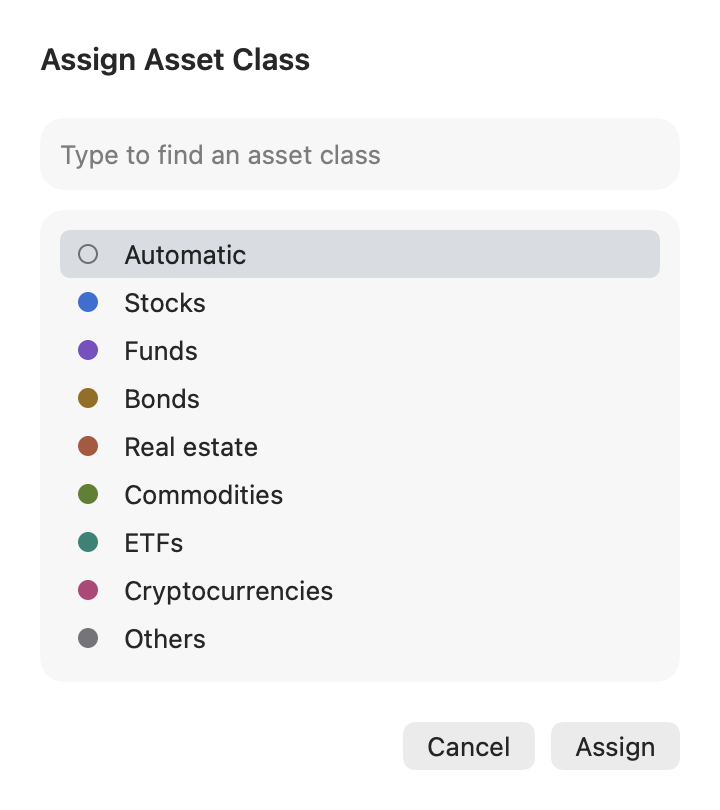 Assign Asset Class
Type to find an asset class
Automatic
Stocks
Funds
Bonds
Real estate
Commodities
ETFs
Cryptocurrencies
Others
Cancel
Assign